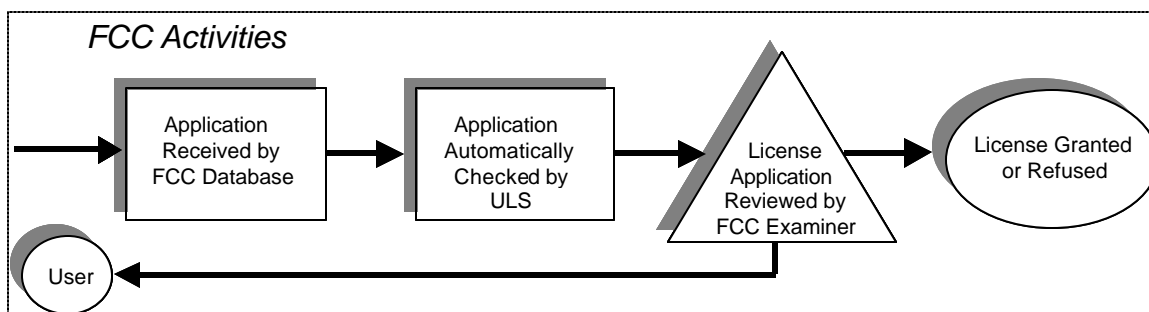 FCC Activities
Application
Received by
FCC Database
Application
Automatically
Checked by
ULS
License
Application
Reviewed by
FCC Examiner
License Granted
or Refused
User